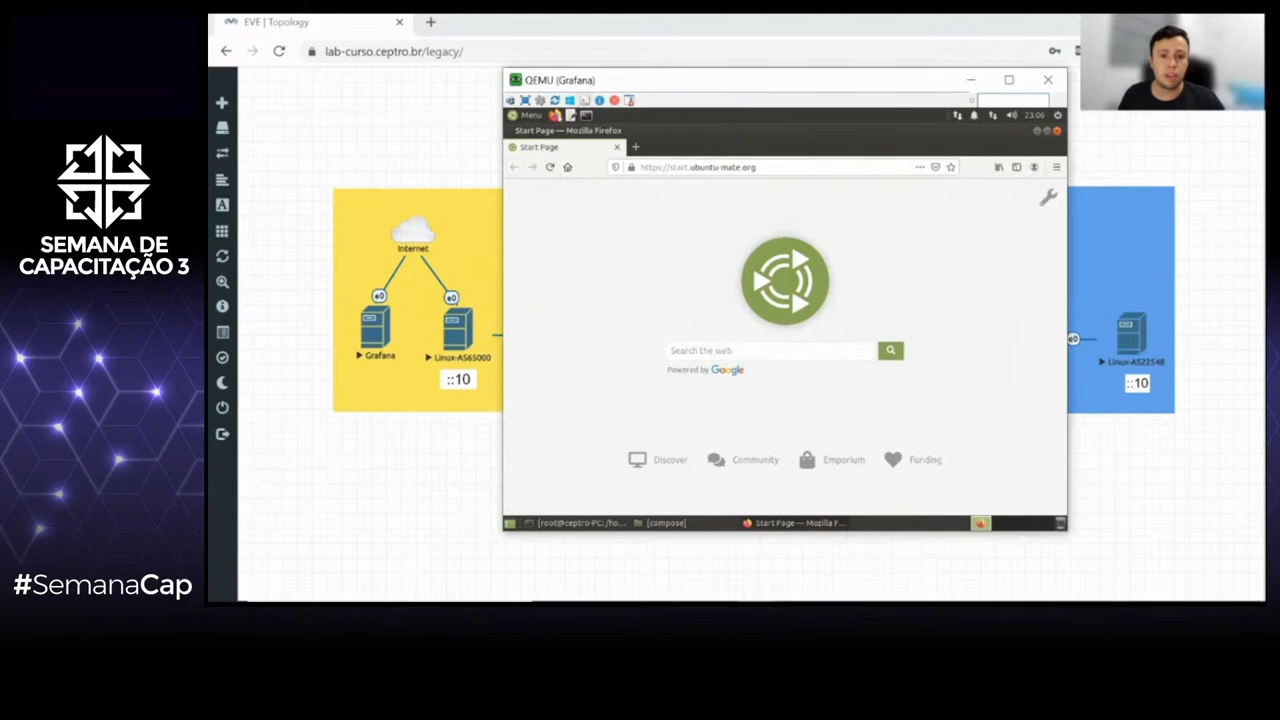 EVE | Topology
lab-curso.ceptro.br/legacy/
QEMU (Grafana)
Menu
23:06
Start Page — Mozilla Firefox
Start Page
https://start.ubuntu-mate.org
SEMANA DE
CAPACITAÇÃO 3
Internet
e0
e0
Grafana
Linux-AS65000
::10
Search the web
Powered by Google
e0
Linux-AS22548
::10
Discover
Community
Emporium
Funding
[root@ceptro-PC: /ho...
[compose]
Start Page — Mozilla F...
#SemanaCap